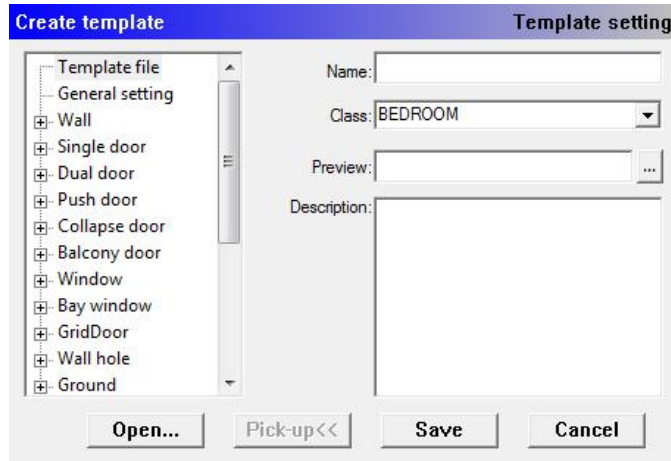 Create template
Template setting
Template file
General setting
Wall
Single door
Dual door
Push door
Collapse door
Balcony door
Window
Bay window
GridDoor
Wall hole
Ground
Name:
Class: BEDROOM
Preview: ...
Description:
Open... Pick-up<< Save Cancel